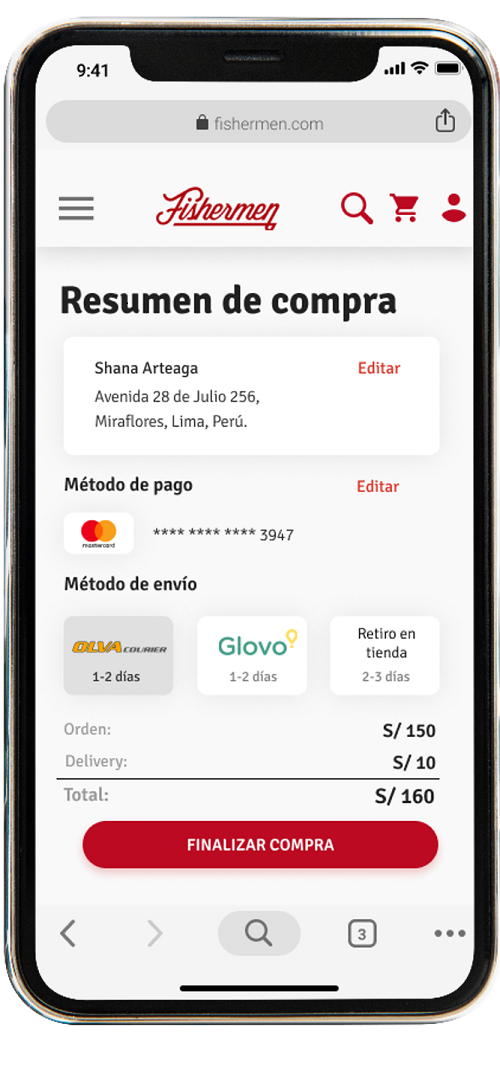 9:41
fishermen.com
Fishermen
Resumen de compra
Shana Arteaga
Editar
Avenida 28 de Julio 256,
Miraflores, Lima, Perú.
Método de pago
Editar
mastercard
**** **** **** 3947
Método de envío
OLVA COURIER
1-2 días
Glovo
1-2 días
Retiro en
tienda
2-3 días
Orden:
S/ 150
Delivery:
S/ 10
Total:
S/ 160
FINALIZAR COMPRA
3